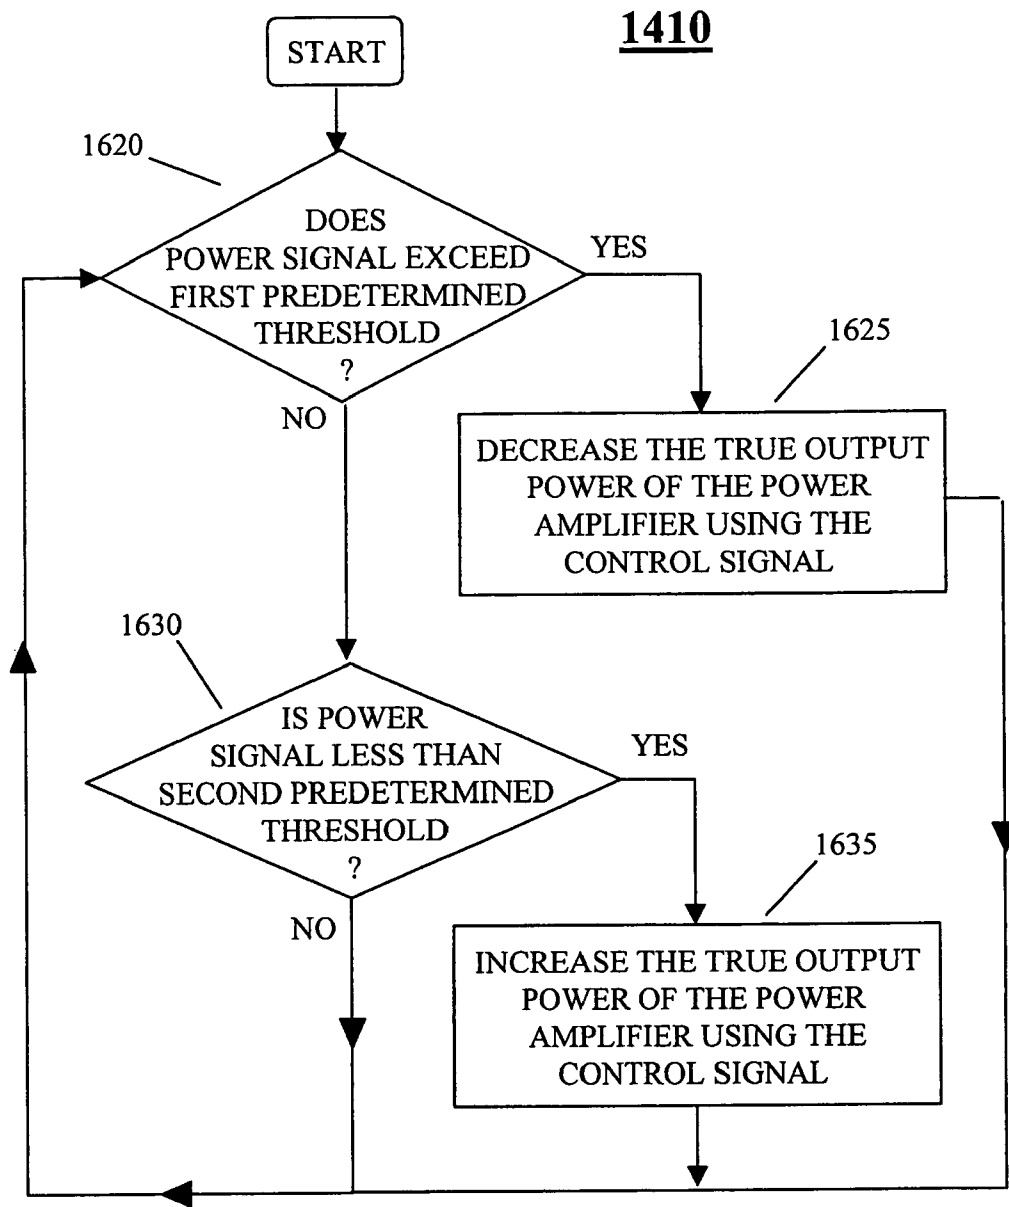 1410
START
1620
DOES
POWER SIGNAL EXCEED
FIRST PREDETERMINED
THRESHOLD
?
YES
NO
1625
DECREASE THE TRUE OUTPUT
POWER OF THE POWER
AMPLIFIER USING THE
CONTROL SIGNAL
1630
IS POWER
SIGNAL LESS THAN
SECOND PREDETERMINED
THRESHOLD
?
YES
NO
1635
INCREASE THE TRUE OUTPUT
POWER OF THE POWER
AMPLIFIER USING THE
CONTROL SIGNAL